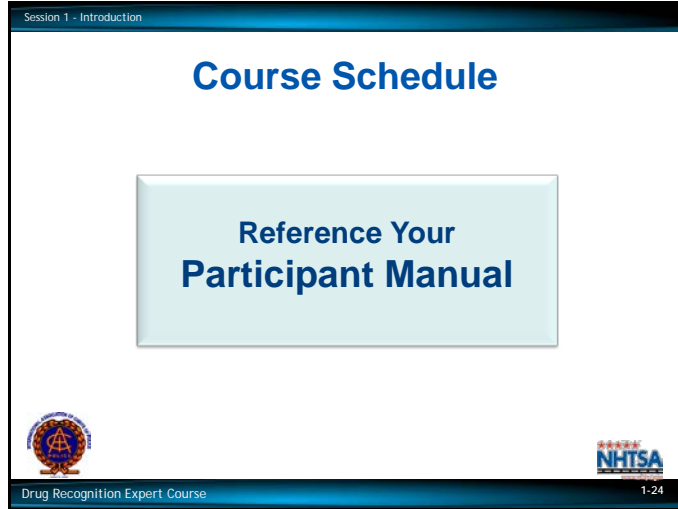 Session 1 - Introduction
Course Schedule
Reference Your
Participant Manual
NHTSA
Drug Recognition Expert Course
1-24